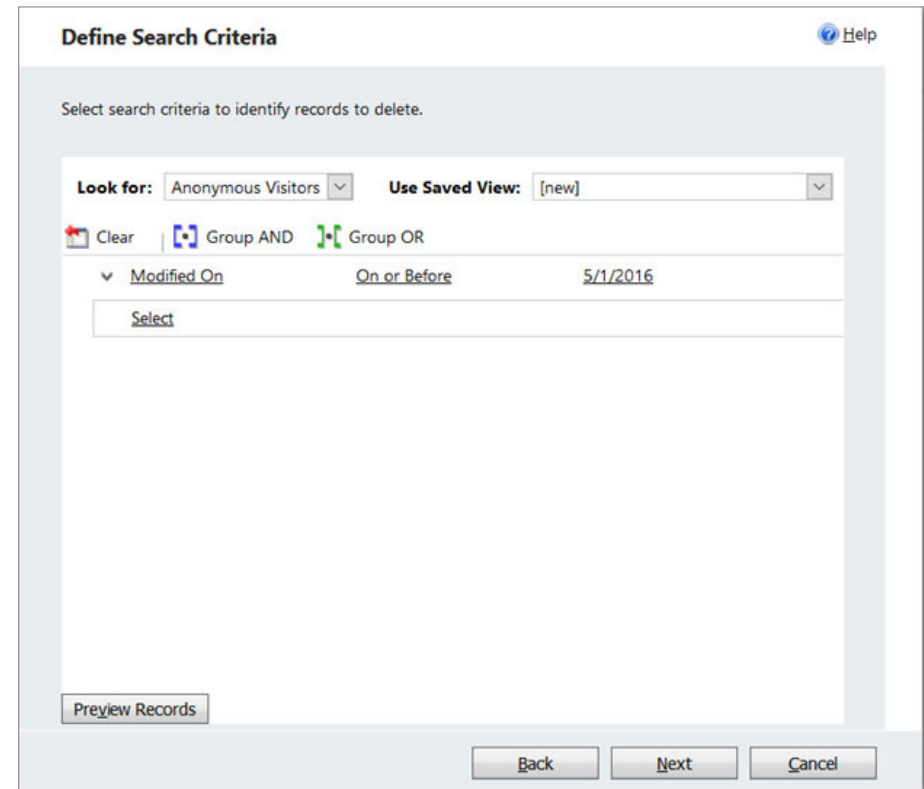 Define Search Criteria Help
Select search criteria to identify records to delete.
Look for: Anonymous Visitors Use Saved View: [new]
Clear Group AND Group OR
Modified On On or Before 5/1/2016
Select
Preview Records
Back Next Cancel